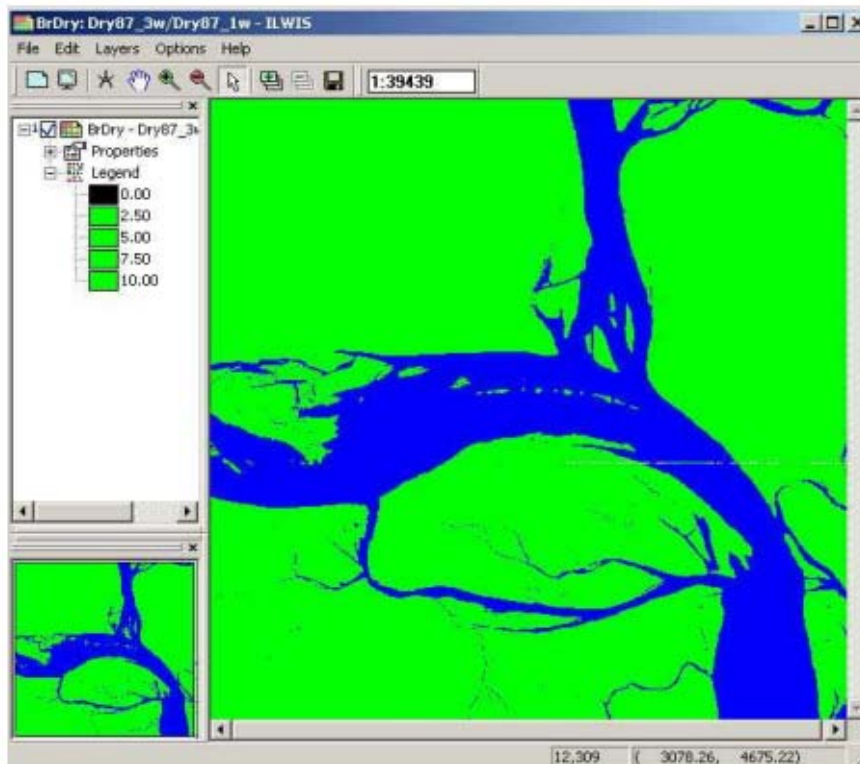 BrDry: Dry87_3w/Dry87_1w - ILWIS
File Edit Layers Options Help
1:39439
1 BrDry - Dry87_3w
Properties
Legend
0.00
2.50
5.00
7.50
10.00
12,309 ( 3078.26, 4675.22)